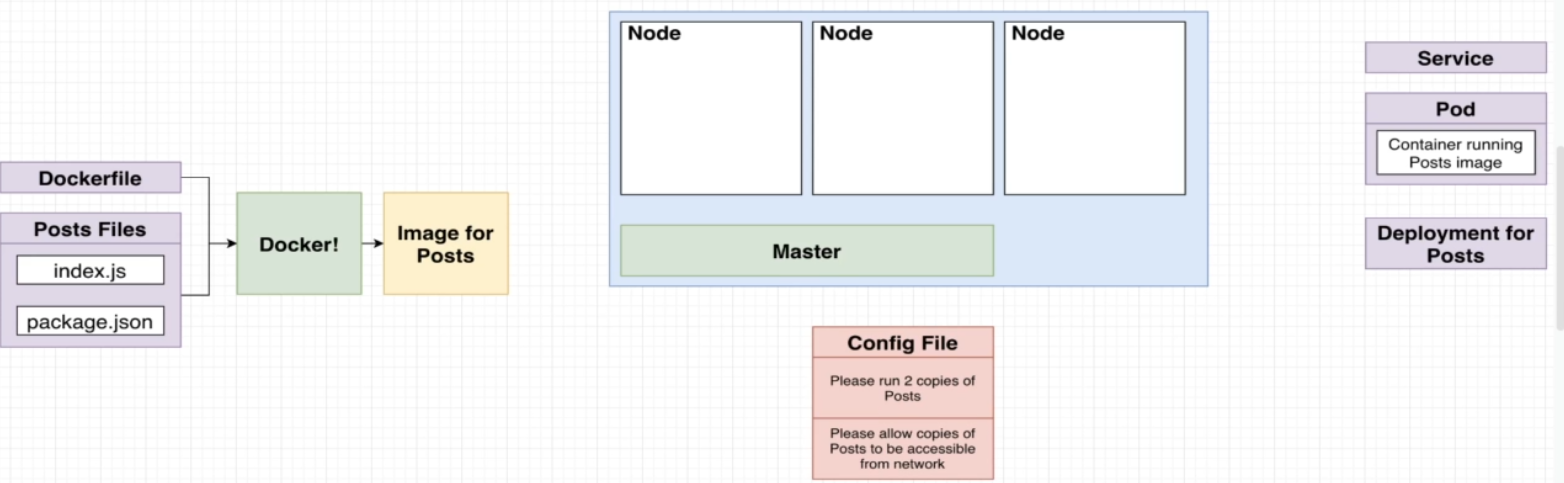 Dockerfile
Posts Files
index.js
package.json
Docker!
Image for
Posts
Node
Node
Node
Master
Config File
Please run 2 copies of
Posts
Please allow copies of
Posts to be accessible
from network
Service
Pod
Container running
Posts image
Deployment for
Posts